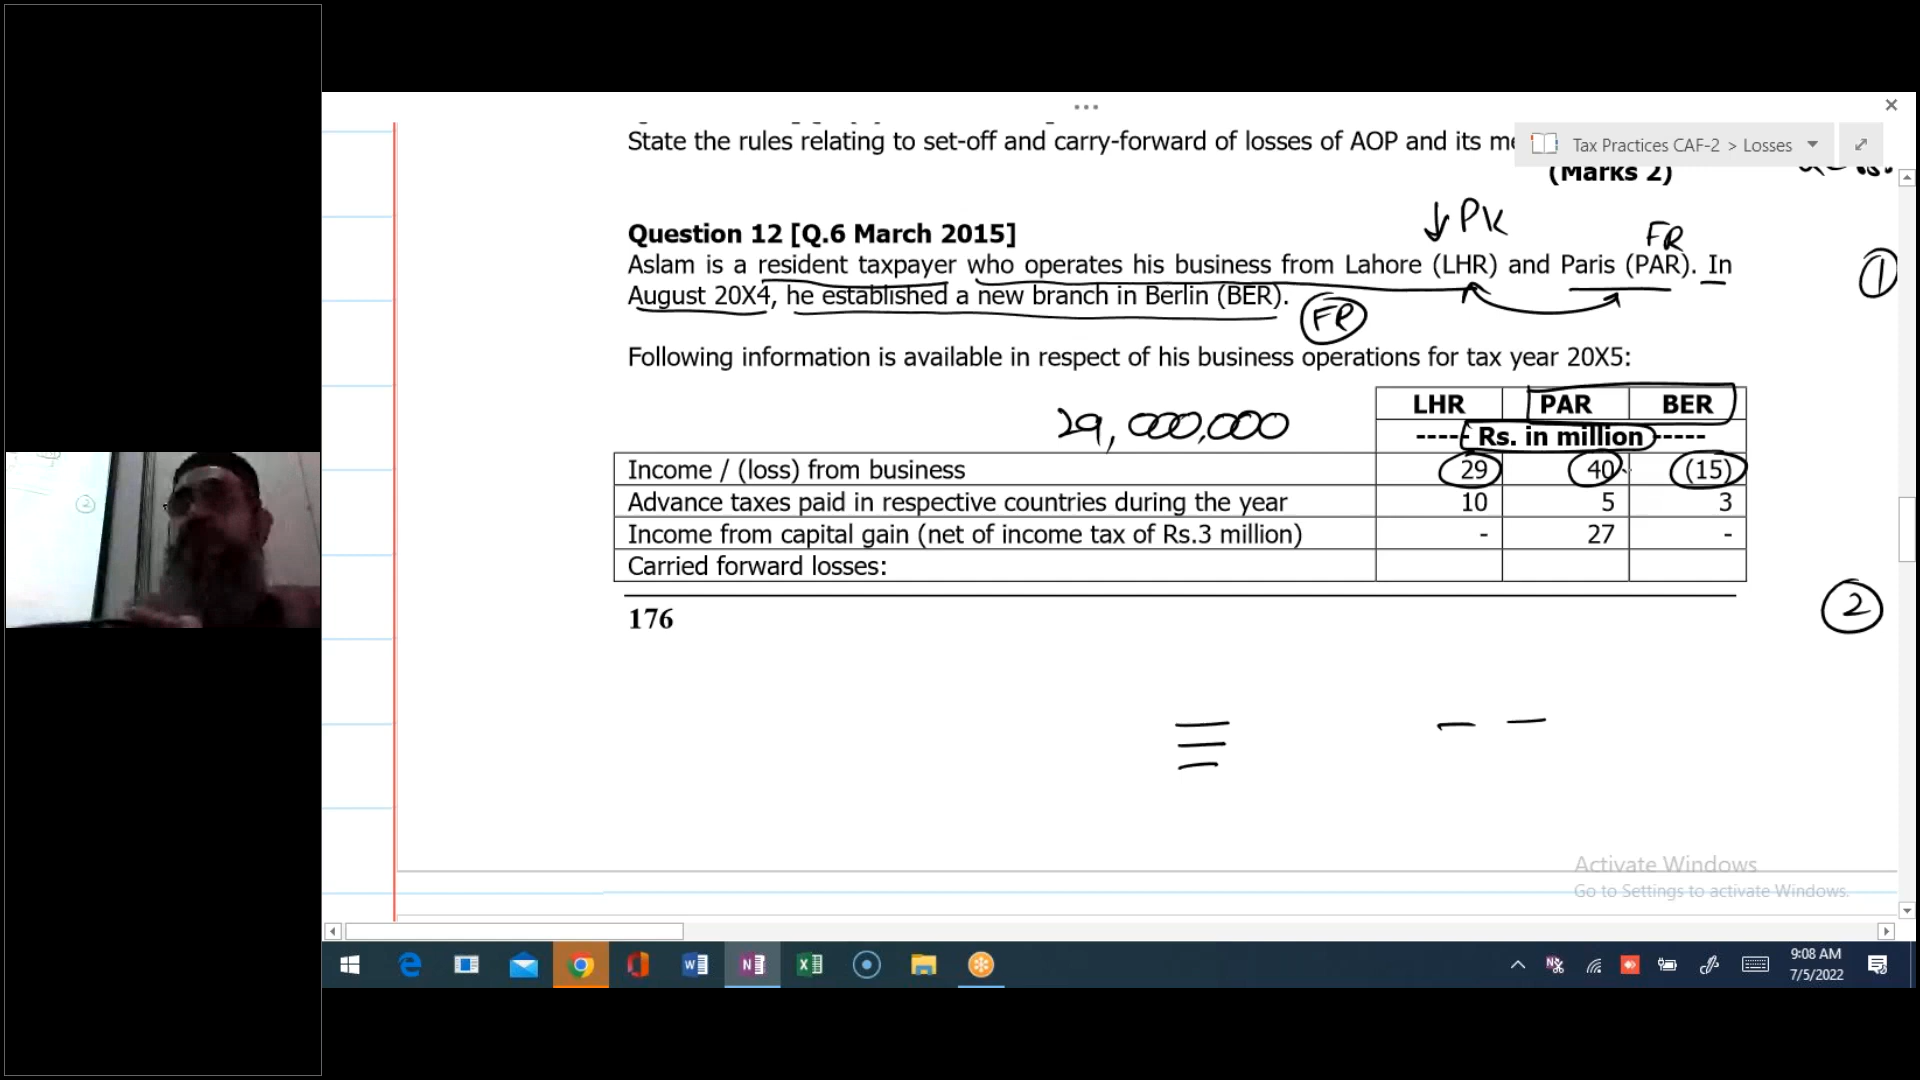 State the rules relating to set-off and carry-forward of losses of AOP and its
Tax Practices CAF-2 > Losses
(Marks 2)
↓ PK
Question 12 [Q.6 March 2015]
FR
Aslam is a resident taxpayer who operates his business from Lahore (LHR) and Paris (PAR). In
1
August 20X4, he established a new branch in Berlin (BER).
FR
Following information is available in respect of his business operations for tax year 20X5:
LHR PAR BER
29,000,000
----- Rs. in million -----
Income / (loss) from business 29 40 (15)
Advance taxes paid in respective countries during the year 10 5 3
Income from capital gain (net of income tax of Rs.3 million) - 27 -
Carried forward losses:
176
2
Activate Windows
Go to Settings to activate Windows.
9:08 AM
7/5/2022